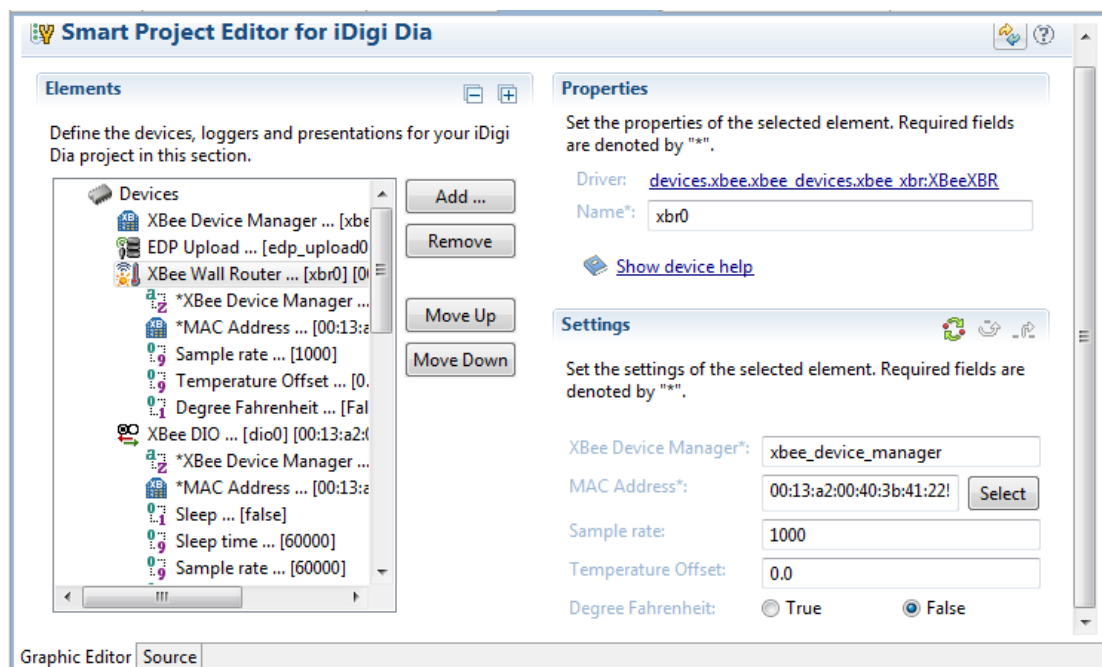 Smart Project Editor for iDigi Dia
Elements
Define the devices, loggers and presentations for your iDigi
Dia project in this section.
Devices
XBee Device Manager ... [xbe
EDP Upload ... [edp_upload0
XBee Wall Router ... [xbr0] [0
*XBee Device Manager ...
*MAC Address ... [00:13:a
Sample rate ... [1000]
Temperature Offset ... [0.
Degree Fahrenheit ... [Fal
XBee DIO ... [dio0] [00:13:a2:0
*XBee Device Manager ...
*MAC Address ... [00:13:a
Sleep ... [false]
Sleep time ... [60000]
Sample rate ... [60000]
Add ...
Remove
Move Up
Move Down
Properties
Set the properties of the selected element. Required fields
are denoted by "*".
Driver: devices.xbee.xbee_devices.xbee_xbr:XBeeXBR
Name*: xbr0
Show device help
Settings
Set the settings of the selected element. Required fields are
denoted by "*".
XBee Device Manager*: xbee_device_manager
MAC Address*: 00:13:a2:00:40:3b:41:22! Select
Sample rate: 1000
Temperature Offset: 0.0
Degree Fahrenheit: True False
Graphic Editor Source